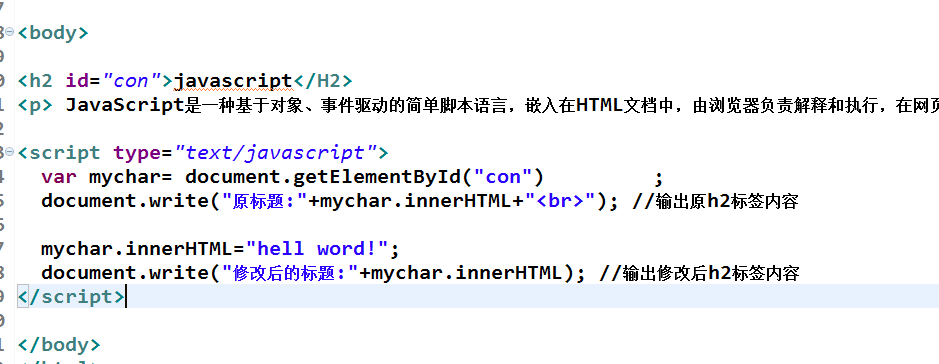 <body>
<h2 id="con">javascript</H2>
<p> JavaScript是一种基于对象、事件驱动的简单脚本语言，嵌入在HTML文档中，由浏览器负责解释和执行，在网页
<script type="text/javascript">
var mychar= document.getElementById("con") ;
document.write("原标题:"+mychar.innerHTML+"<br>"); //输出原h2标签内容
mychar.innerHTML="hell word!";
document.write("修改后的标题:"+mychar.innerHTML); //输出修改后h2标签内容
</script>
</body>